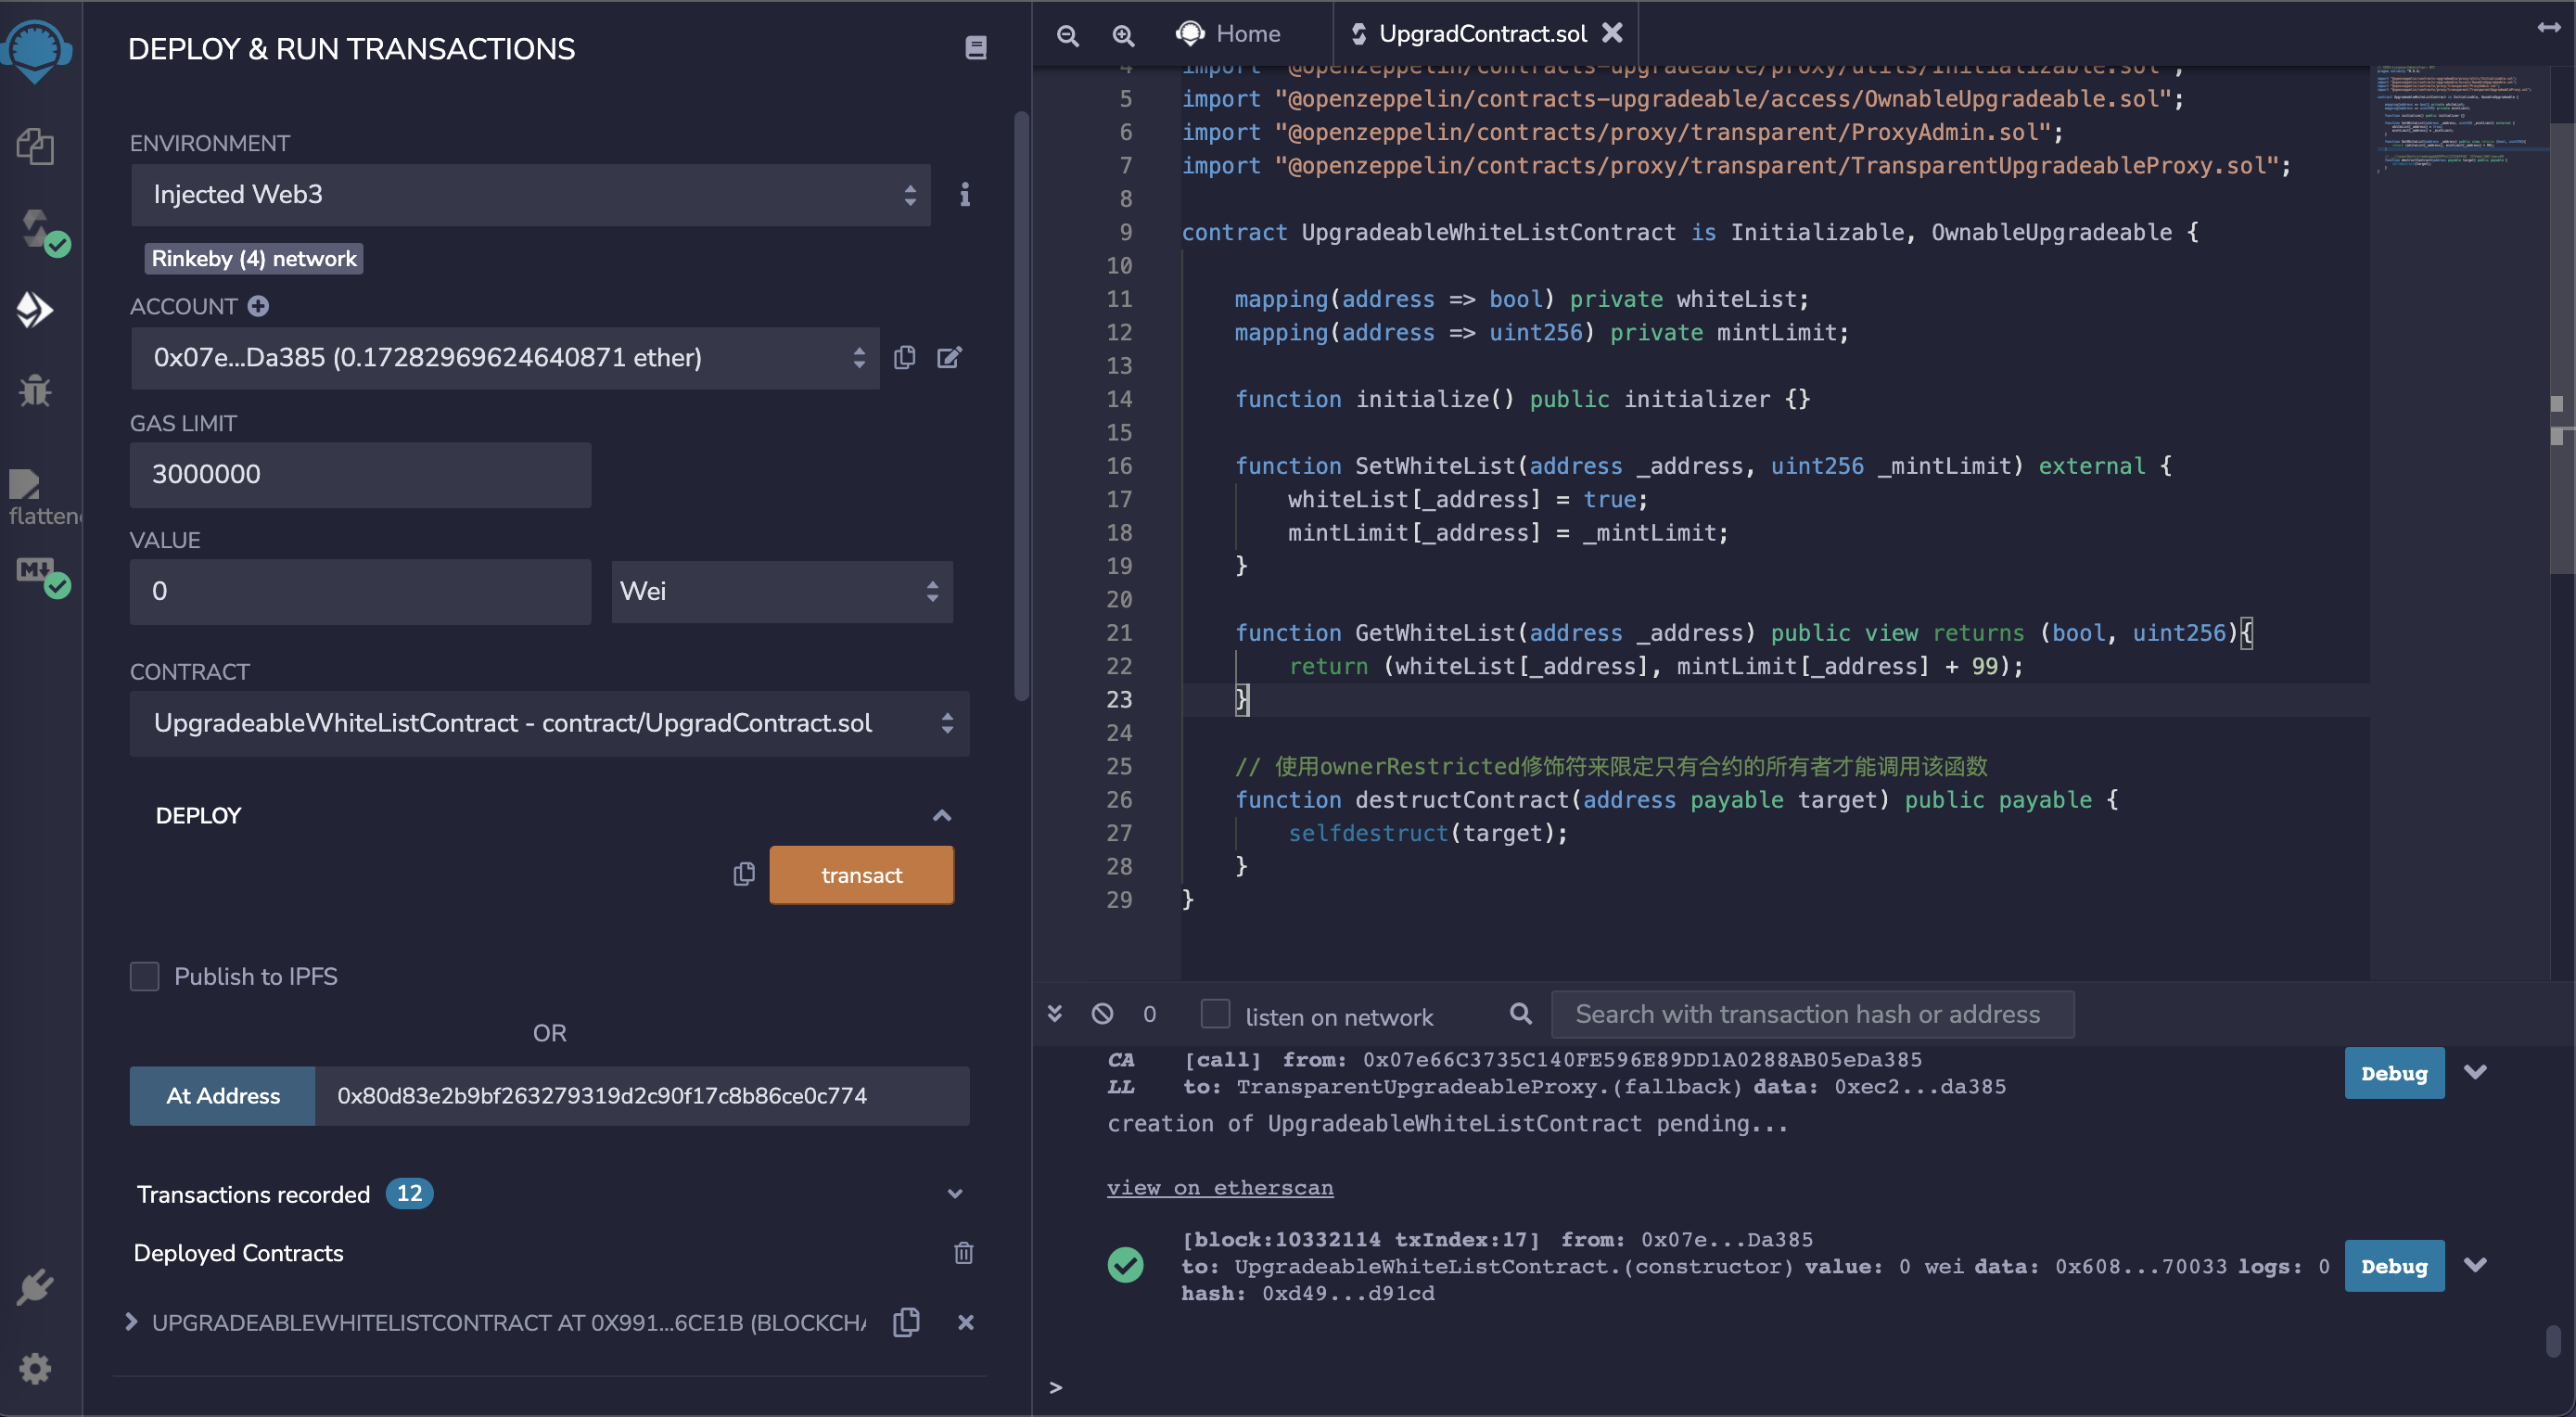 DEPLOY & RUN TRANSACTIONS
ENVIRONMENT
Injected Web3
Rinkeby (4) network
ACCOUNT
0x07e...Da385 (0.17282969624640871 ether)
GAS LIMIT
3000000
VALUE
0
Wei
CONTRACT
UpgradeableWhiteListContract - contract/UpgradContract.sol
DEPLOY
transact
Publish to IPFS
OR
At Address
0x80d83e2b9bf263279319d2c90f17c8b86ce0c774
Transactions recorded 12
Deployed Contracts
UPGRADEABLEWHITELISTCONTRACT AT 0X991...6CE1B (BLOCKCHA
flatten
M
Home
UpgradContract.sol
4 import "@openzeppelin/contracts-upgradeable/proxy/utils/Initializable.sol";
5 import "@openzeppelin/contracts-upgradeable/access/OwnableUpgradeable.sol";
6 import "@openzeppelin/contracts/proxy/transparent/ProxyAdmin.sol";
7 import "@openzeppelin/contracts/proxy/transparent/TransparentUpgradeableProxy.sol";
8
9 contract UpgradeableWhiteListContract is Initializable, OwnableUpgradeable {
10
11 mapping(address => bool) private whiteList;
12 mapping(address => uint256) private mintLimit;
13
14 function initialize() public initializer {}
15
16 function SetWhiteList(address _address, uint256 _mintLimit) external {
17 whiteList[_address] = true;
18 mintLimit[_address] = _mintLimit;
19 }
20
21 function GetWhiteList(address _address) public view returns (bool, uint256){
22 return (whiteList[_address], mintLimit[_address] + 99);
23 }
24
25 // 使用ownerRestricted修饰符来限定只有合约的所有者才能调用该函数
26 function destructContract(address payable target) public payable {
27 selfdestruct(target);
28 }
29 }
0
listen on network
Search with transaction hash or address
CALL [call] from: 0x07e66C3735C140FE596E89DD1A0288AB05eDa385
to: TransparentUpgradeableProxy.(fallback) data: 0xec2...da385
Debug
creation of UpgradeableWhiteListContract pending...
view on etherscan
[block:10332114 txIndex:17] from: 0x07e...Da385
to: UpgradeableWhiteListContract.(constructor) value: 0 wei data: 0x608...70033 logs: 0
hash: 0xd49...d91cd
Debug
>